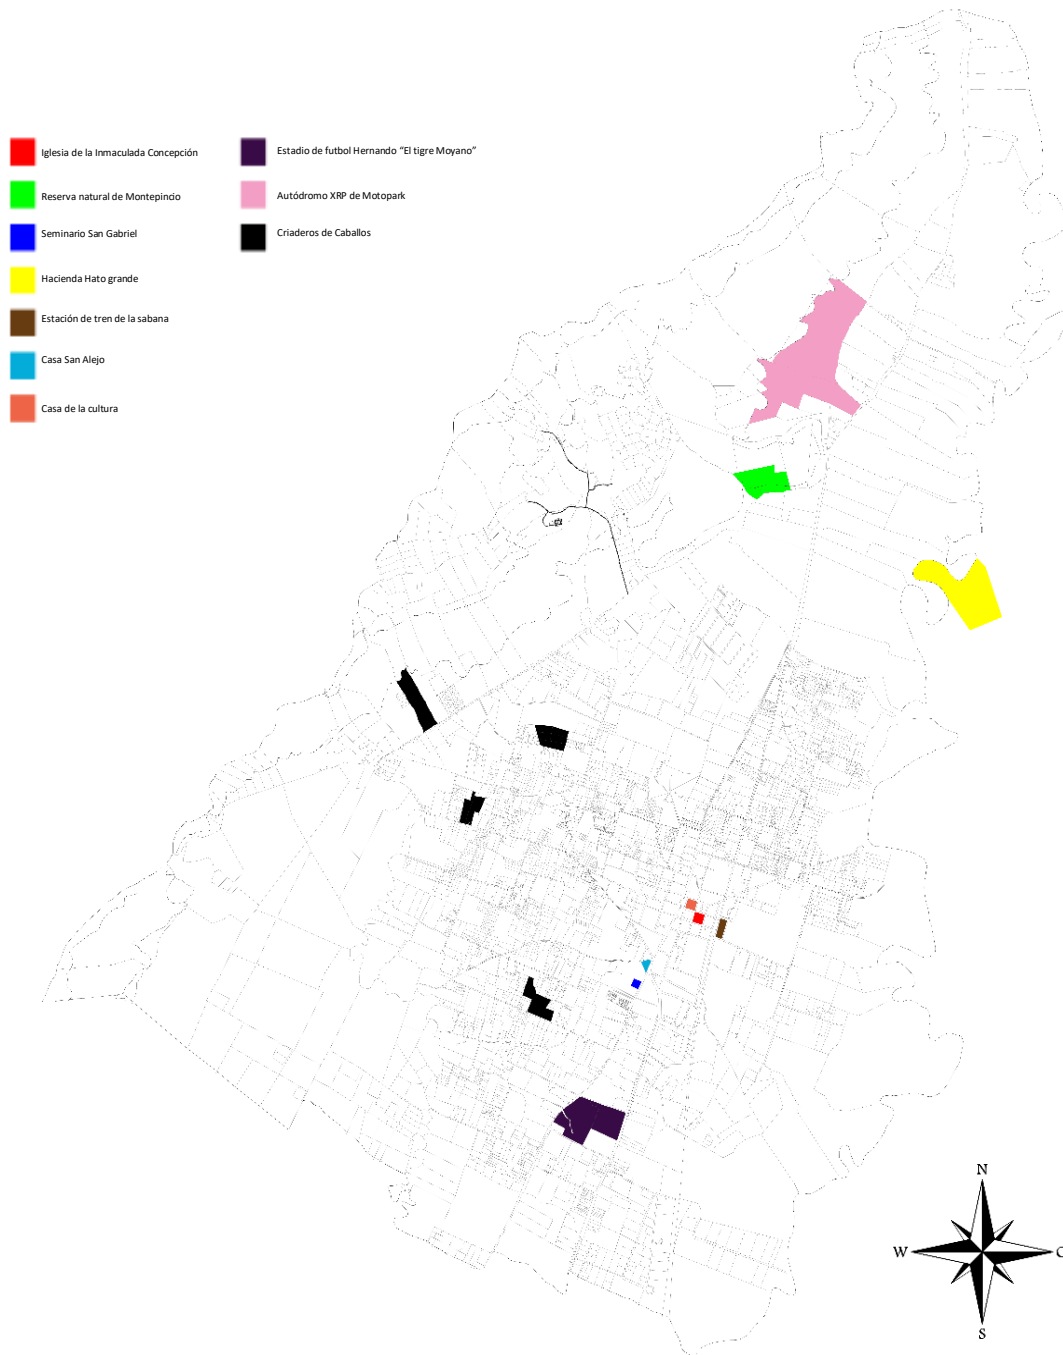 Iglesia de la Inmaculada Concepción
Reserva natural de Montepincio
Seminario San Gabriel
Hacienda Hato grande
Estación de tren de la sabana
Casa San Alejo
Casa de la cultura
Estadio de futbol Hernando “El tigre Moyano”
Autódromo XRP de Motopark
Criaderos de Caballos
N
W
S